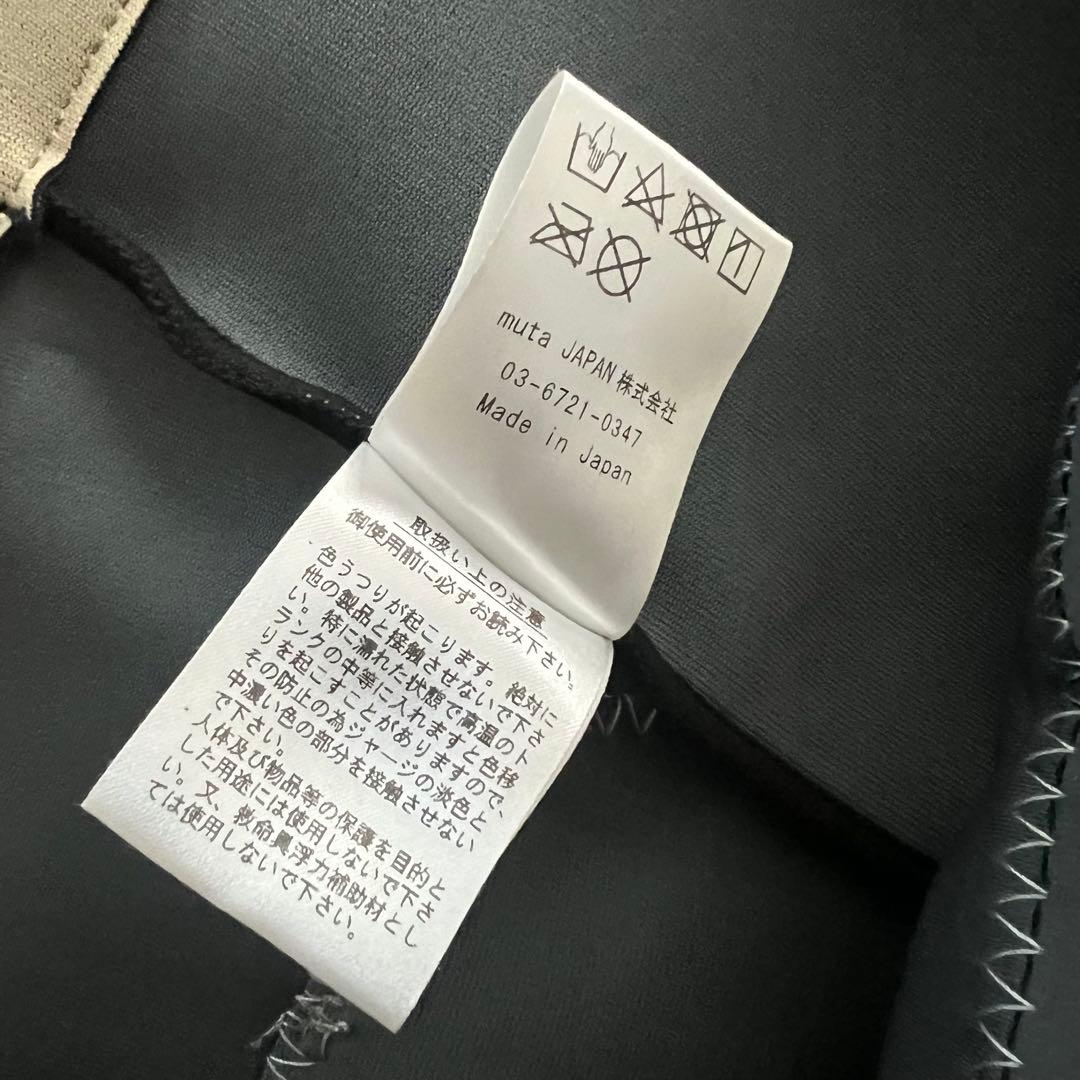 muta JAPAN 株式会社
03-6721-0347
Made in Japan
取扱い上の注意
御使用前に必ずお読み下さい。
色うつりが起こります。絶対に
他の製品と接触させないで下さ
い。特に濡れた状態で高温のト
ランクの中等に入れますと色移
りを起こすことがありますので、
その防止の為ジャージの淡色と
中濃い色の部分を接触させない
で下さい。
人体及び物品等の保護を目的と
した用途には使用しないで下さ
い。又、救命具浮力補助材とし
ては使用しないで下さい。